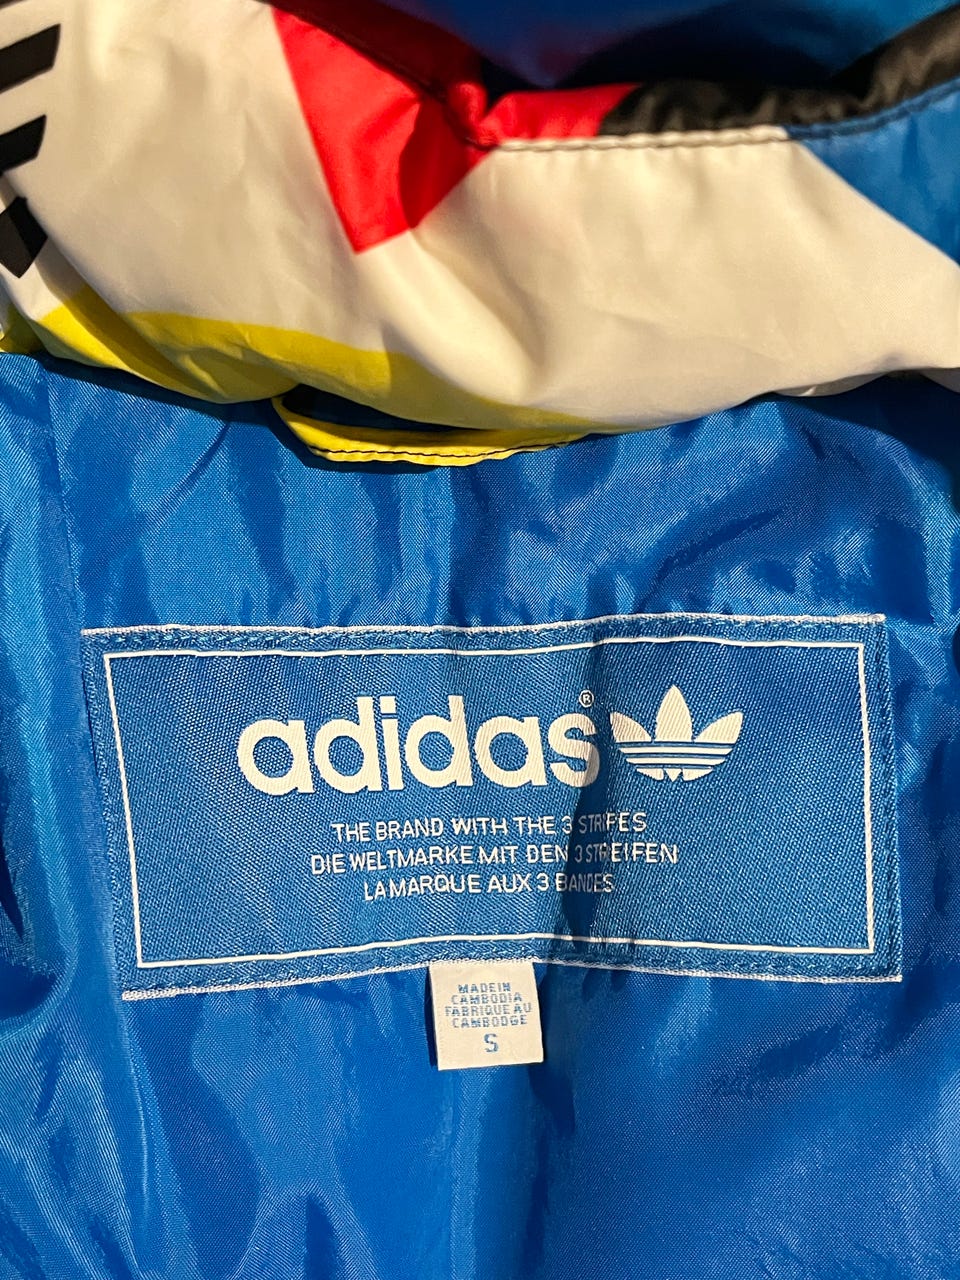 adidas®
THE BRAND WITH THE 3 STRIPES
DIE WELTMARKE MIT DEN 3 STREIFEN
LA MARQUE AUX 3 BANDES
MADE IN
CAMBODIA
FABRIQUE AU
CAMBODGE
S